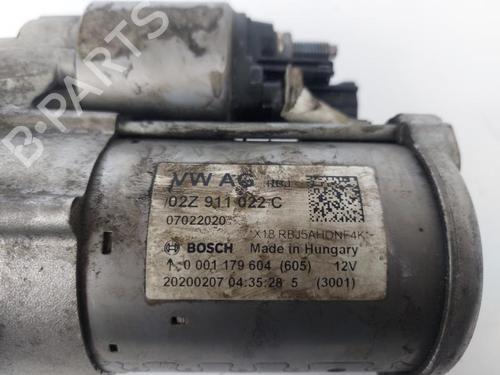 VW AG RBJ
02Z 911 022 C
07022020
*X18 RBJ5AHDNF4K*
BOSCH Made in Hungary
0 001 179 604 (605) 12V
20200207 04:35:28 5 (3001)
B-PARTS